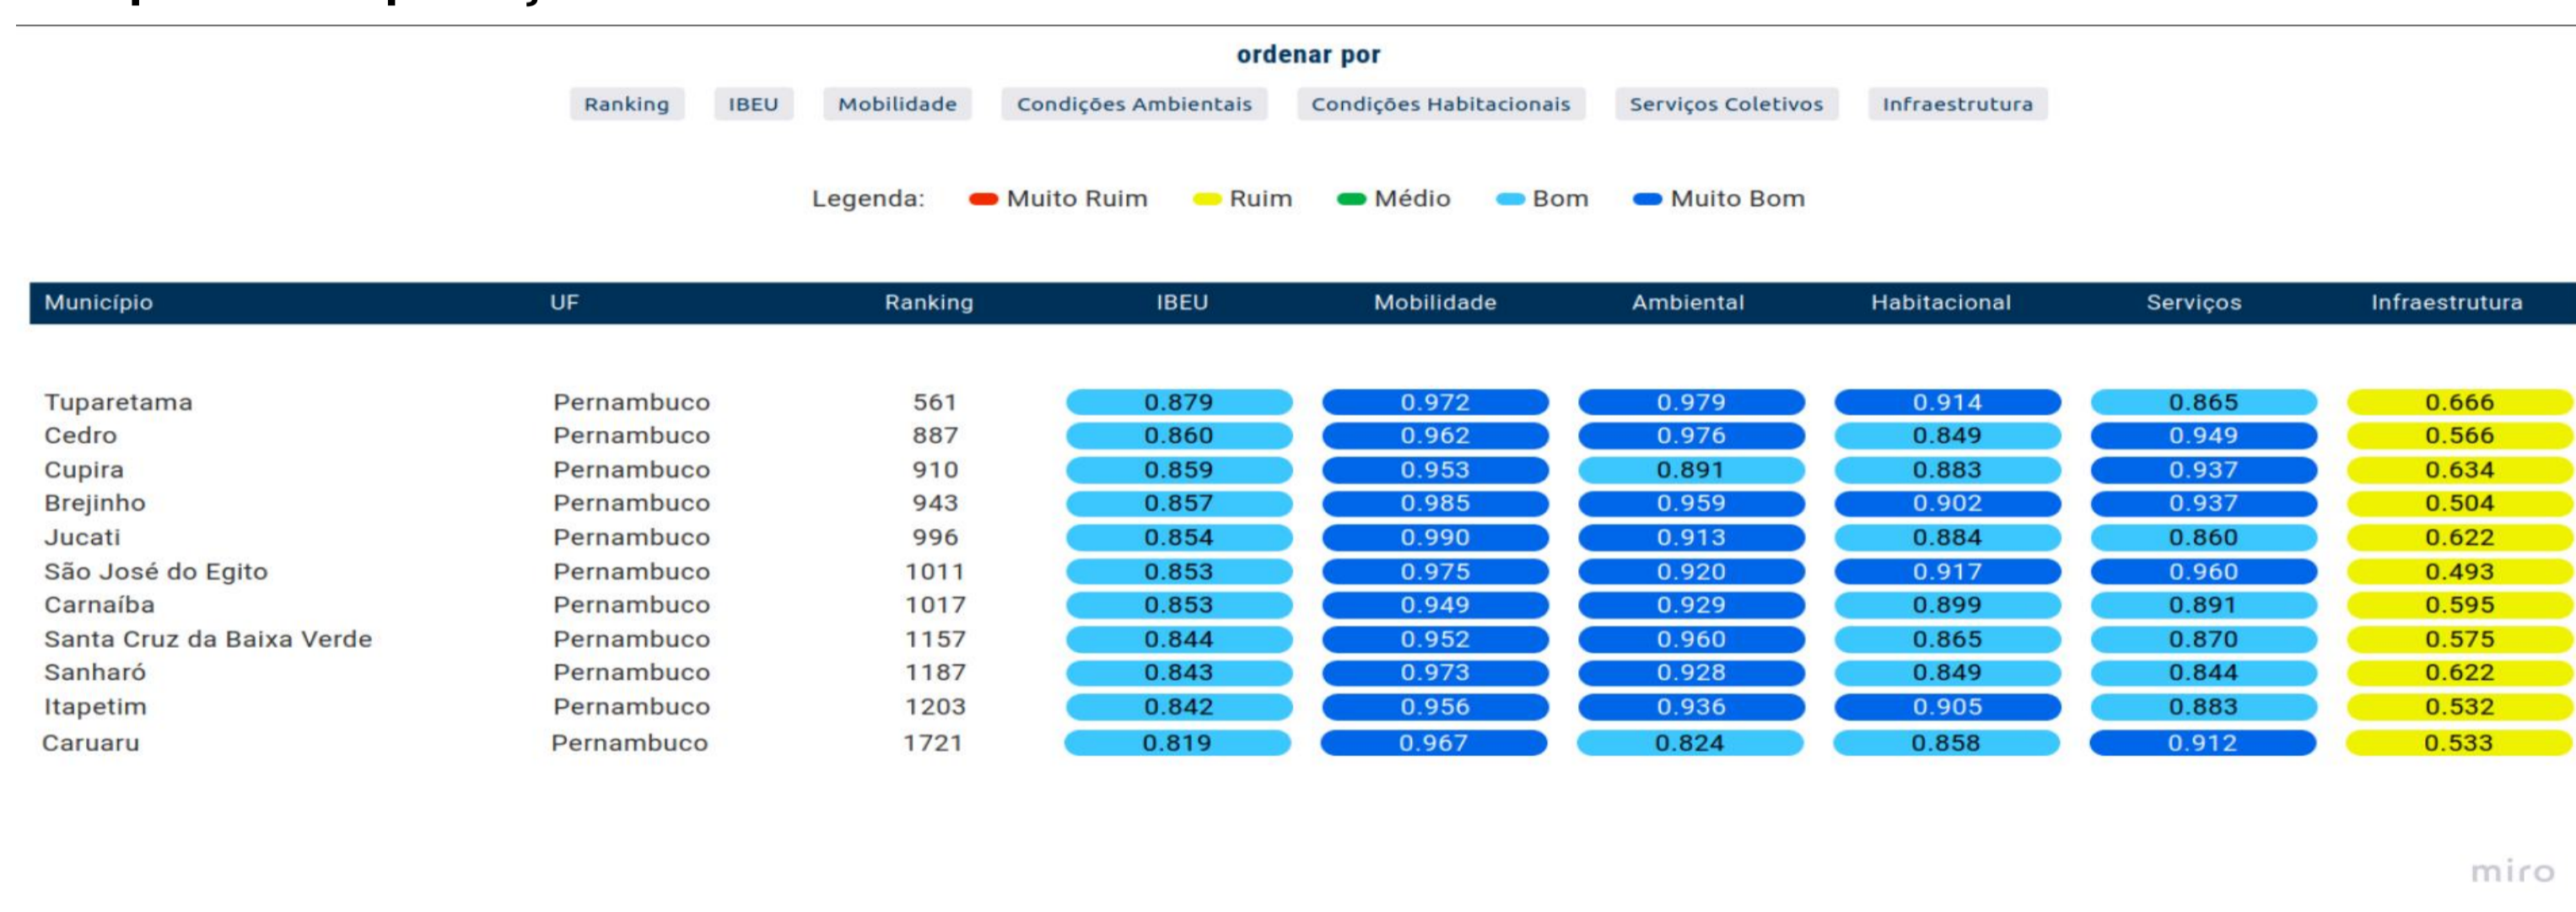 ordenar por
Ranking IBEU Mobilidade Condições Ambientais Condições Habitacionais Serviços Coletivos Infraestrutura
Legenda: Muito Ruim Ruim Médio Bom Muito Bom
Município UF Ranking IBEU Mobilidade Ambiental Habitacional Serviços Infraestrutura
Tuparetama Pernambuco 561 0.879 0.972 0.979 0.914 0.865 0.666
Cedro Pernambuco 887 0.860 0.962 0.976 0.849 0.949 0.566
Cupira Pernambuco 910 0.859 0.953 0.891 0.883 0.937 0.634
Brejinho Pernambuco 943 0.857 0.985 0.959 0.902 0.937 0.504
Jucati Pernambuco 996 0.854 0.990 0.913 0.884 0.860 0.622
São José do Egito Pernambuco 1011 0.853 0.975 0.920 0.917 0.960 0.493
Carnaíba Pernambuco 1017 0.853 0.949 0.929 0.899 0.891 0.595
Santa Cruz da Baixa Verde Pernambuco 1157 0.844 0.952 0.960 0.865 0.870 0.575
Sanharó Pernambuco 1187 0.843 0.973 0.928 0.849 0.844 0.622
Itapetim Pernambuco 1203 0.842 0.956 0.936 0.905 0.883 0.532
Caruaru Pernambuco 1721 0.819 0.967 0.824 0.858 0.912 0.533
miro